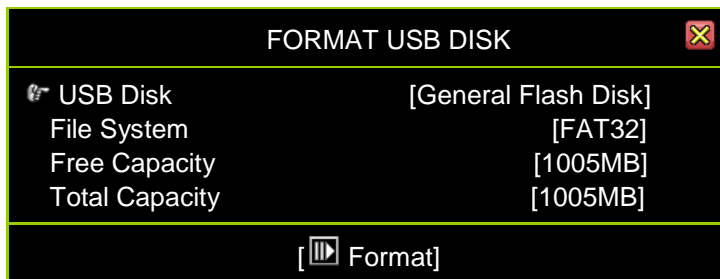 FORMAT USB DISK
USB Disk [General Flash Disk]
File System [FAT32]
Free Capacity [1005MB]
Total Capacity [1005MB]
[ Format]